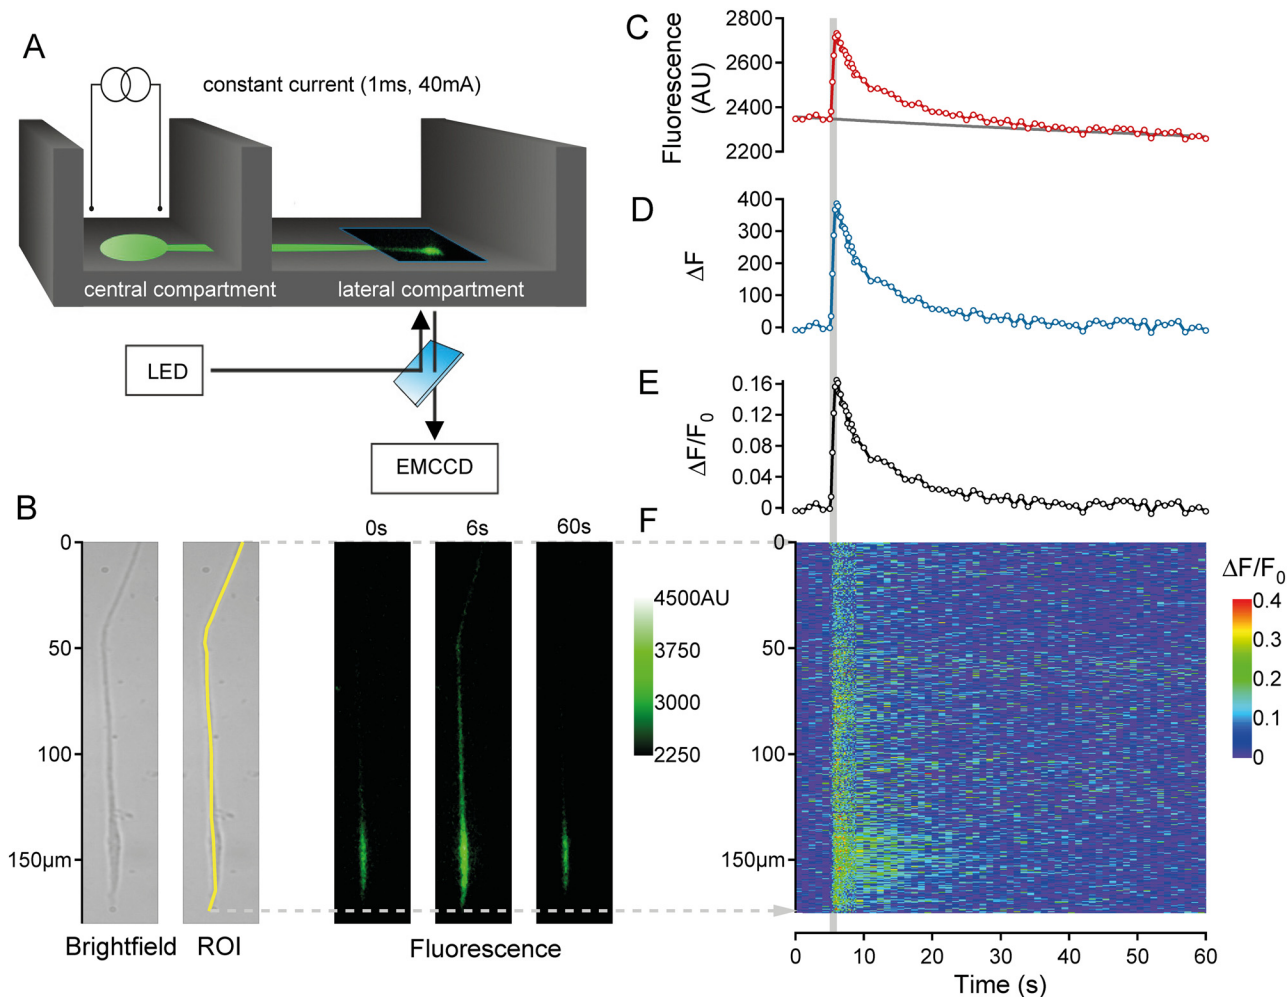 A
constant current (1ms, 40mA)
central compartment
lateral compartment
LED
EMCCD
B
0s
6s
60s
0
50
100
150µm
4500AU
3750
3000
2250
Brightfield
ROI
Fluorescence
C
Fluorescence
(AU)
2800
2600
2400
2200
D
ΔF
400
300
200
100
0
E
ΔF/F0
0.16
0.12
0.08
0.04
0
F
0
50
100
150µm
ΔF/F0
0.4
0.3
0.2
0.1
0
0
10
20
30
40
50
60
Time (s)